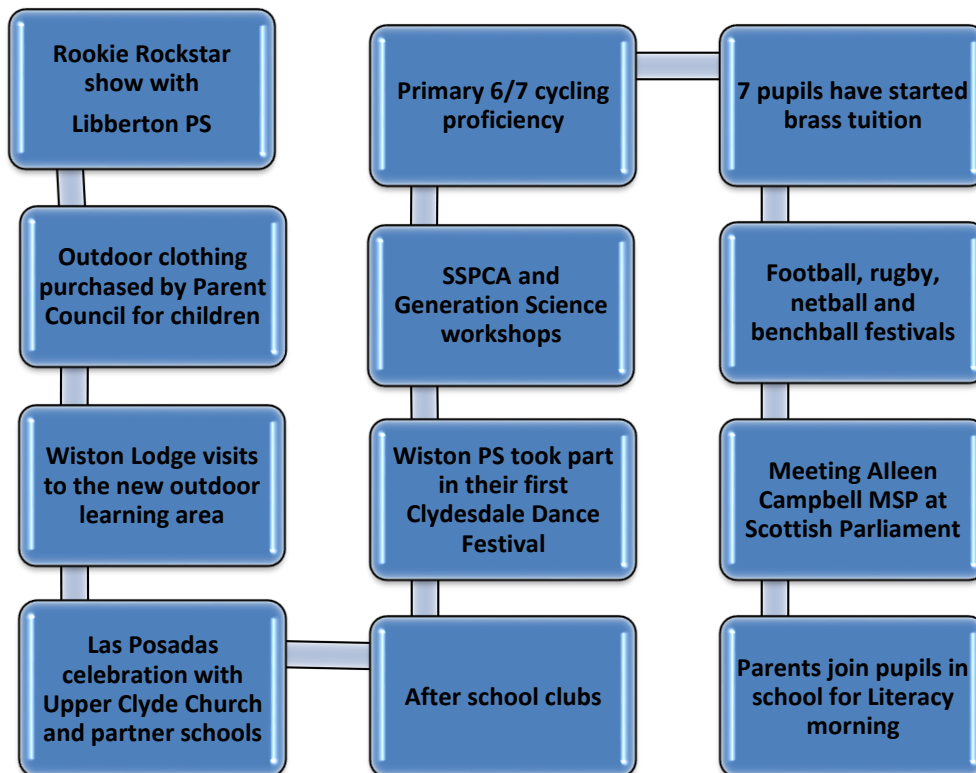 Rookie Rockstar
show with
Libberton PS
Outdoor clothing
purchased by Parent
Council for children
Wiston Lodge visits
to the new outdoor
learning area
Las Posadas
celebration with
Upper Clyde Church
and partner schools
After school clubs
Wiston PS took part
in their first
Clydesdale Dance
Festival
SSPCA and
Generation Science
workshops
Primary 6/7 cycling
proficiency
7 pupils have started
brass tuition
Football, rugby,
netball and
benchball festivals
Meeting AIleen
Campbell MSP at
Scottish Parliament
Parents join pupils in
school for Literacy
morning